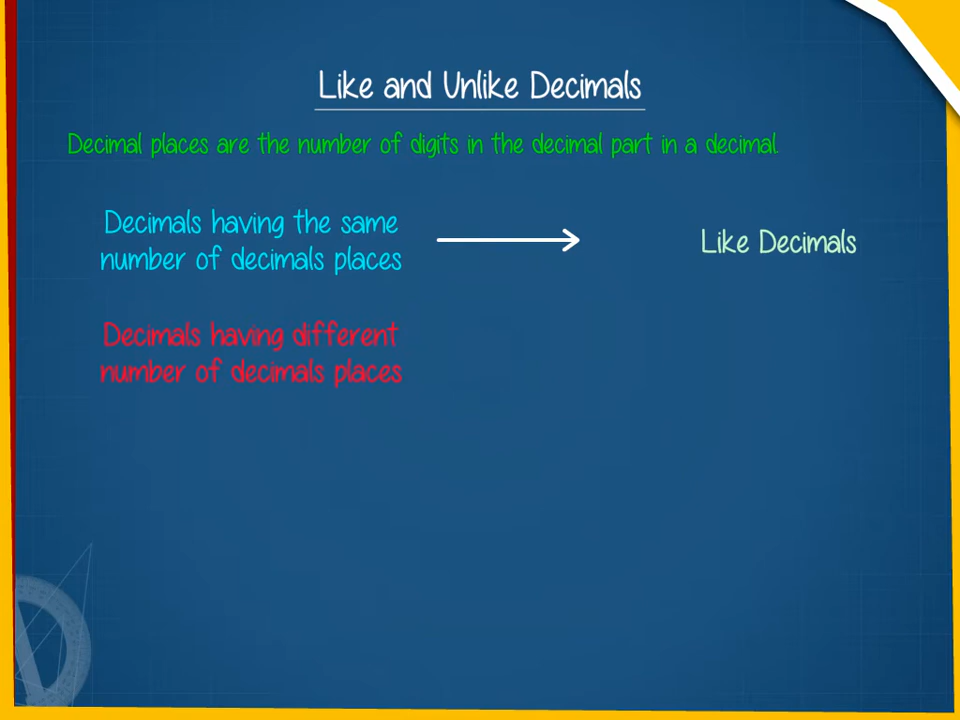 Like and Unlike Decimals
Decimal places are the number of digits in the decimal part in a decimal.
Decimals having the same
number of decimals places
Like Decimals
Decimals having different
number of decimals places